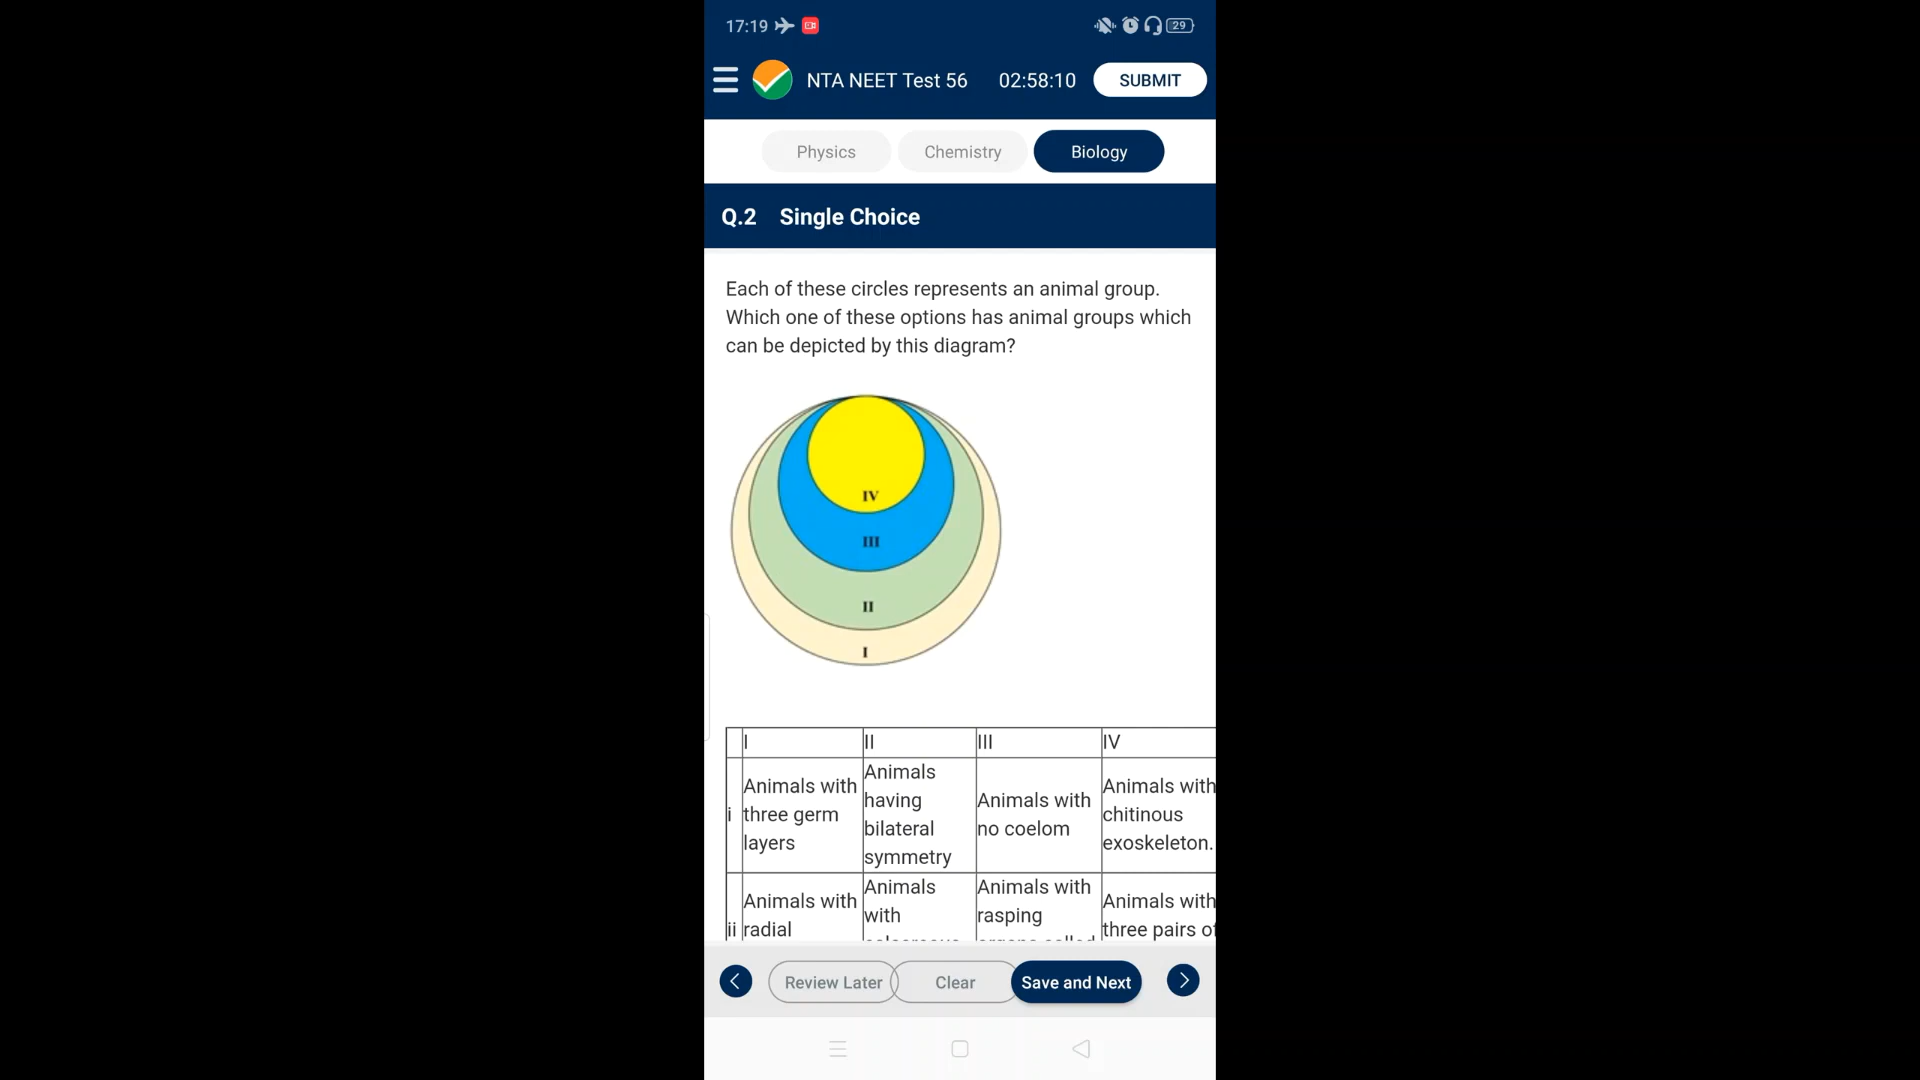 17:19
29
NTA NEET Test 56 02:58:10 SUBMIT
Physics Chemistry Biology
Q.2 Single Choice
Each of these circles represents an animal group.
Which one of these options has animal groups which
can be depicted by this diagram?
IV
III
II
I
I II III IV
i
Animals with
three germ
layers
Animals
having
bilateral
symmetry
Animals with
no coelom
Animals with
chitinous
exoskeleton.
ii
Animals with
radial
Animals
with
Animals with
rasping
Animals with
three pairs of
Review Later Clear Save and Next